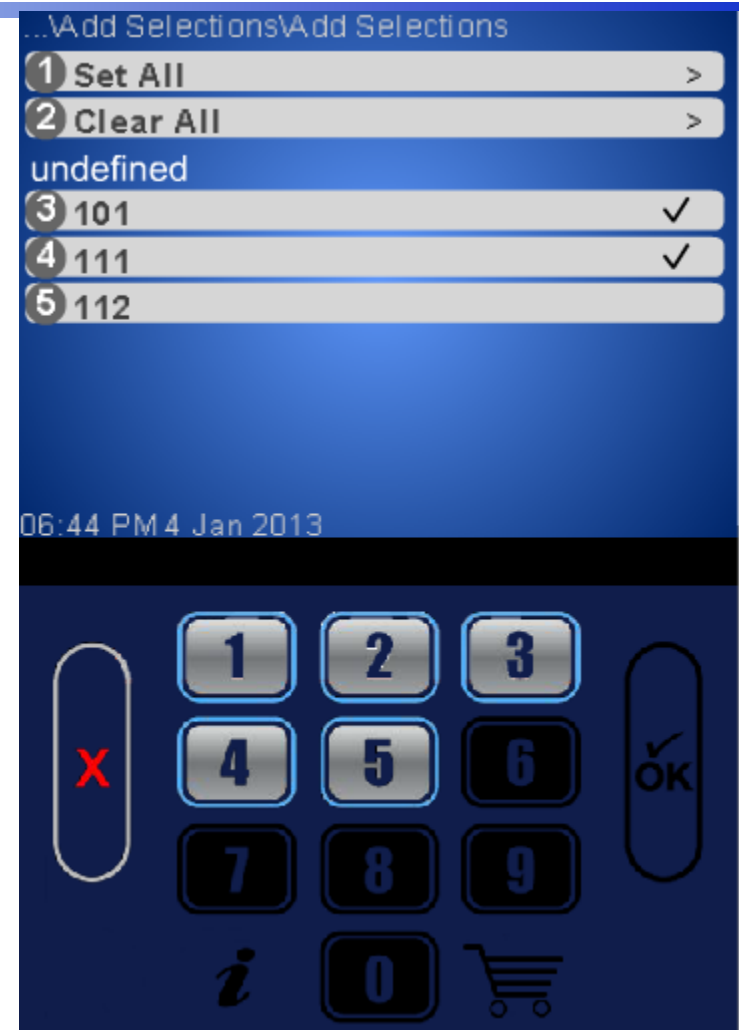 ...\Add Selections\Add Selections
1 Set All >
2 Clear All >
undefined
3 101 ✓
4 111 ✓
5 112
06:44 PM 4 Jan 2013
1 2 3
X 4 5 6 OK
7 8 9
i 0